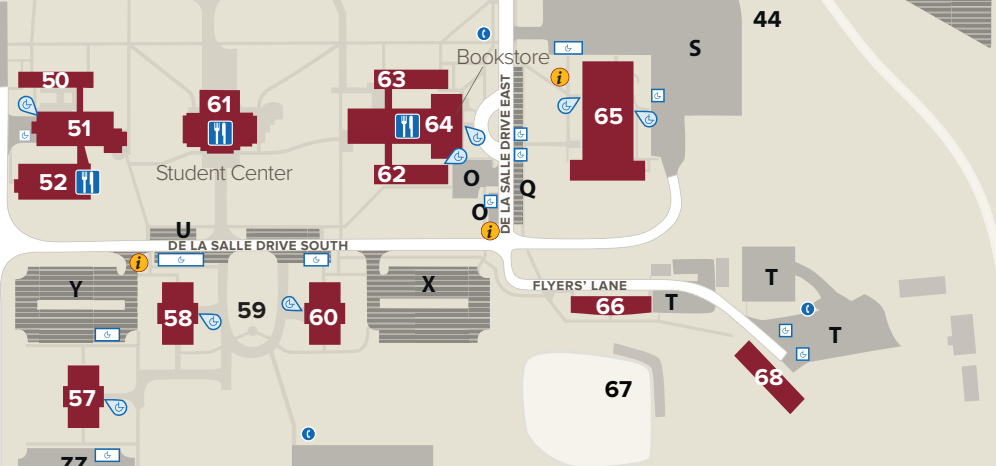 44
S
Bookstore
50
63
61
64
51
65
DE LA SALLE DRIVE EAST
Student Center
52
62
O
Q
O
U
DE LA SALLE DRIVE SOUTH
Y
X
FLYERS’ LANE
T
T
66
T
58
59
60
67
68
57
ZZ